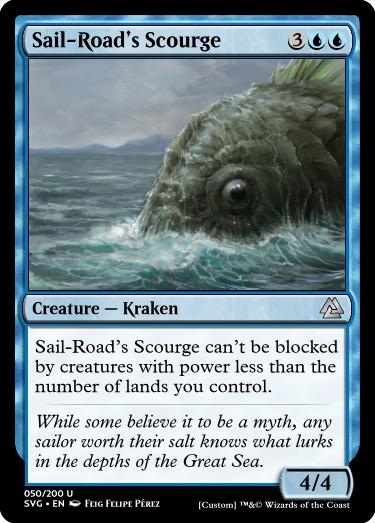 Sail-Road's Scourge 3
Creature — Kraken
Sail-Road's Scourge can't be blocked
by creatures with power less than the
number of lands you control.
While some believe it to be a myth, any
sailor worth their salt knows what lurks
in the depths of the Great Sea.
4/4
050/200 U
SVG • EN Feig Felipe Pérez [Custom] ™&© Wizards of the Coast